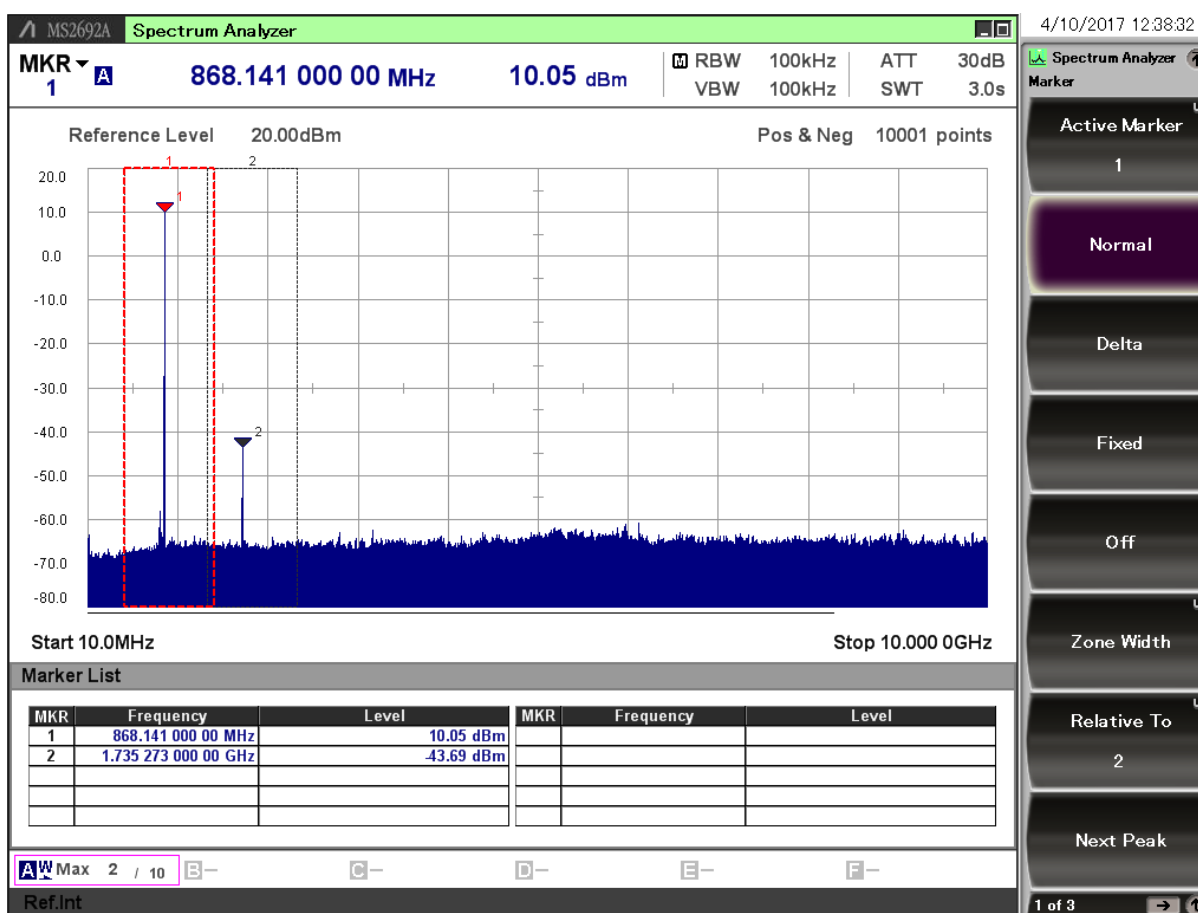 MS2692A Spectrum Analyzer
4/10/2017 12:38:32
MKR 1 A 868.141 000 00 MHz 10.05 dBm
M RBW 100kHz ATT 30dB
VBW 100kHz SWT 3.0s
Reference Level 20.00dBm Pos & Neg 10001 points
1 2
20.0
1
10.0
0.0
-10.0
-20.0
-30.0
-40.0
2
-50.0
-60.0
-70.0
-80.0
Start 10.0MHz Stop 10.000 0GHz
Marker List
MKR Frequency Level MKR Frequency Level
1 868.141 000 00 MHz 10.05 dBm
2 1.735 273 000 00 GHz -43.69 dBm
A W Max 2 / 10 B- C- D- E- F-
Ref.Int
Spectrum Analyzer
Marker
Active Marker
1
Normal
Delta
Fixed
Off
Zone Width
Relative To
2
Next Peak
1 of 3